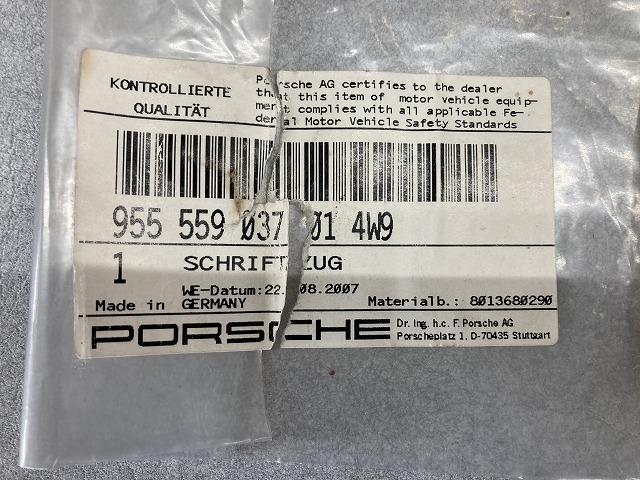 KONTROLLIERTE
QUALITÄT
Porsche AG certifies to the dealer
that this item of motor vehicle equip-
ment complies with all applicable Fe-
deral Motor Vehicle Safety Standards
955 559 037 01 4W9
1 SCHRIFTZUG
WE-Datum:22.08.2007
Made in GERMANY Materialb.: 8013680290
PORSCHE
Dr. Ing. h.c. F. Porsche AG
Porscheplatz 1, D-70435 Stuttgart